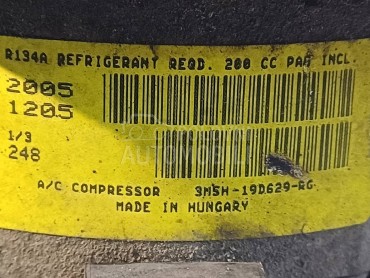 R134A REFRIGERANT REQD. 200 CC PAG INCL.
2005
1205
1/3
248
A/C COMPRESSOR 3M5H-19D629-RG
MADE IN HUNGARY